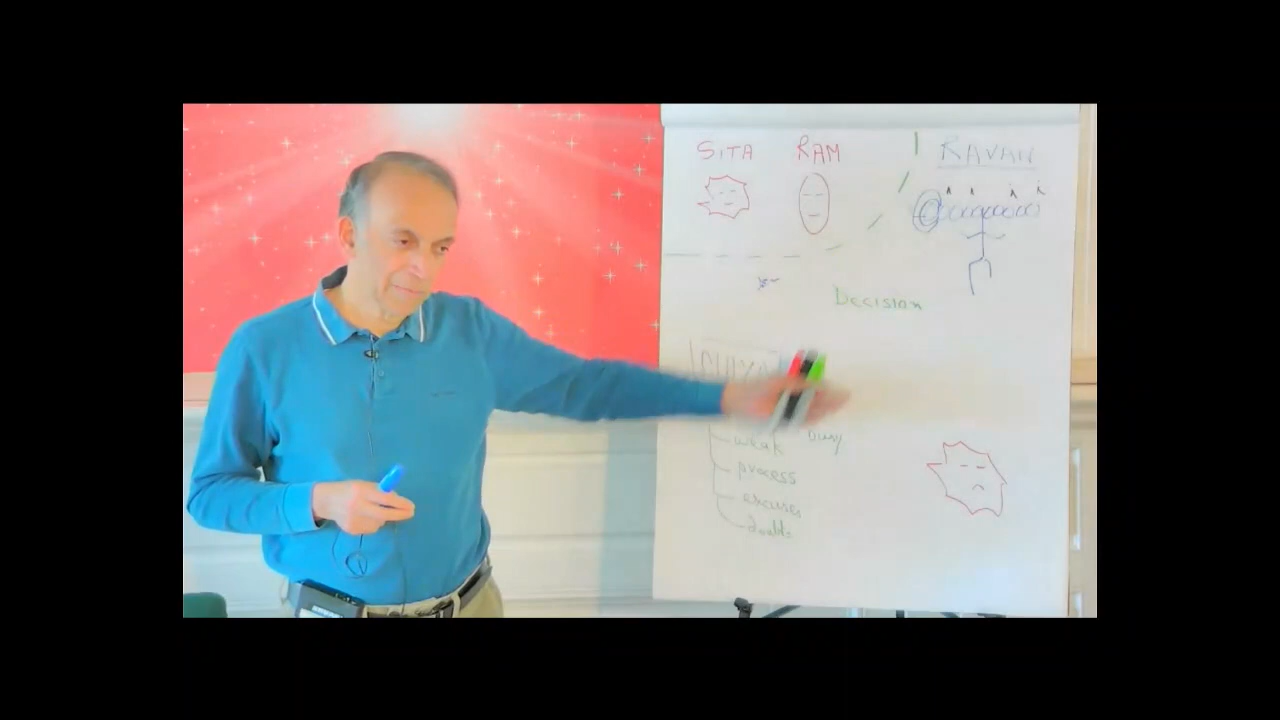 SITA RAM RAVAN
Decision
weak busy
process
excuses
doubts